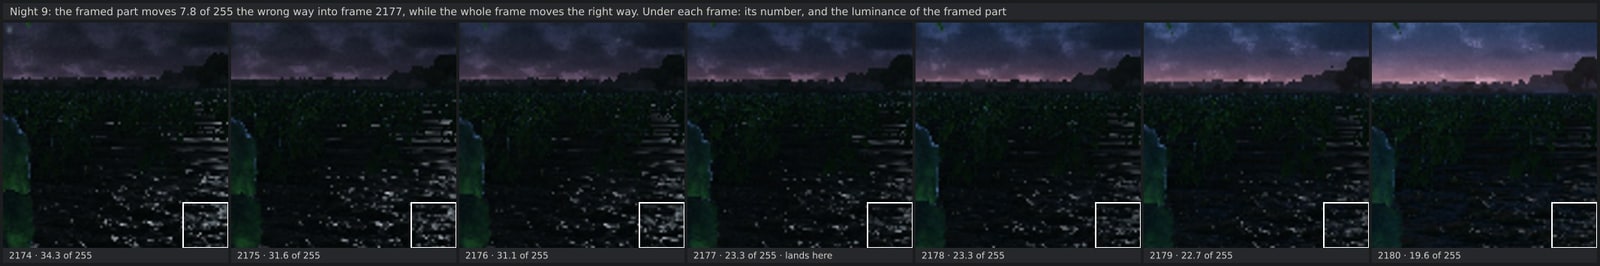 Night 9: the framed part moves 7.8 of 255 the wrong way into frame 2177, while the whole frame moves the right way. Under each frame: its number, and the luminance of the framed part
2174 · 34.3 of 255
2175 · 31.6 of 255
2176 · 31.1 of 255
2177 · 23.3 of 255 · lands here
2178 · 23.3 of 255
2179 · 22.7 of 255
2180 · 19.6 of 255